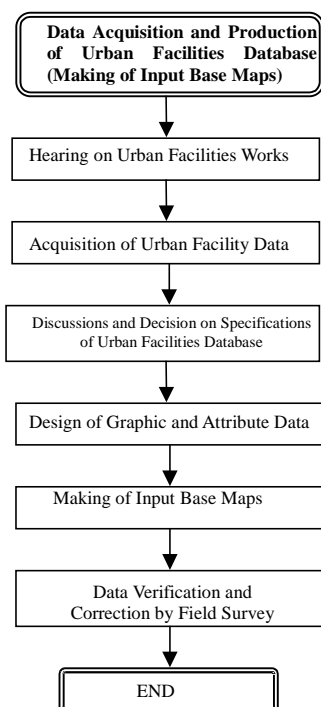 Data Acquisition and Production
of Urban Facilities Database
(Making of Input Base Maps)
Hearing on Urban Facilities Works
Acquisition of Urban Facility Data
Discussions and Decision on Specifications
of Urban Facilities Database
Design of Graphic and Attribute Data
Making of Input Base Maps
Data Verification and
Correction by Field Survey
END